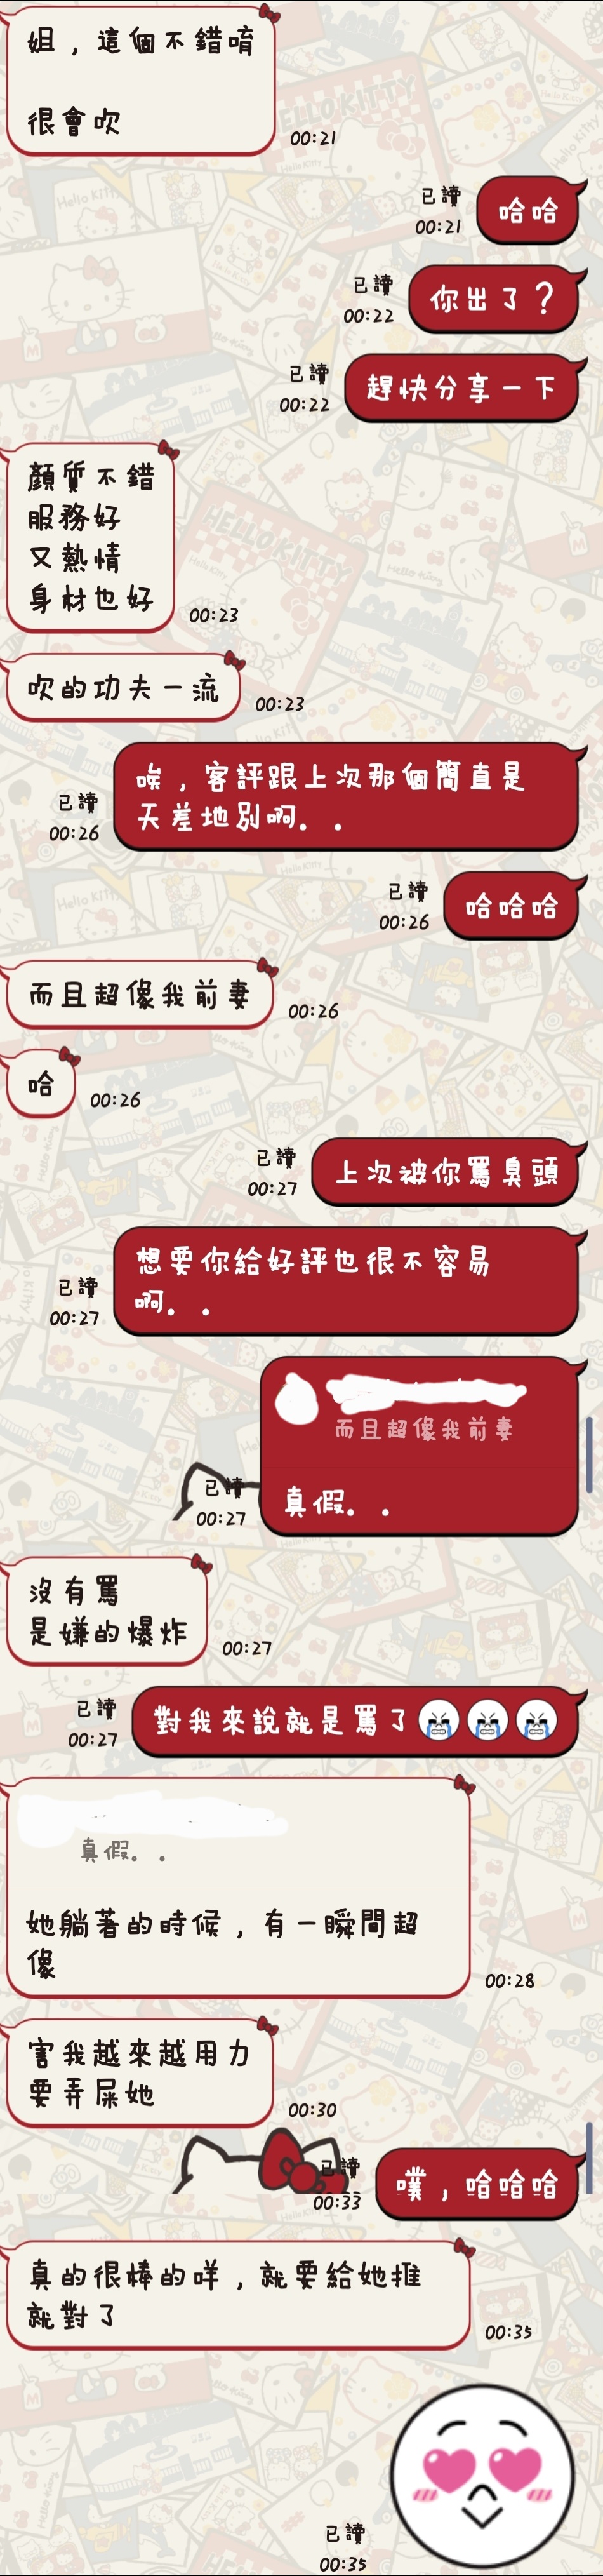 姐，這個不錯唷
很會吹
00:21
已讀
00:21
哈哈
已讀
00:22
你出了？
已讀
00:22
趕快分享一下
顏質不錯
服務好
又熱情
身材也好
00:23
吹的功夫一流
00:23
唉，客評跟上次那個簡直是
天差地別啊。。
已讀
00:26
已讀
00:26
哈哈哈
而且超像我前妻
00:26
哈
00:26
已讀
00:27
上次被你罵臭頭
想要你給好評也很不容易
啊。。
已讀
00:27
而且超像我前妻
真假。。
已讀
00:27
沒有罵
是嫌的爆炸
00:27
已讀
00:27
對我來說就是罵了
真假。。
她躺著的時候，有一瞬間超
像
00:28
害我越來越用力
要弄屎她
00:30
已讀
00:33
噗，哈哈哈
真的很棒的咩，就要給她推
就對了
00:35
已讀
00:35